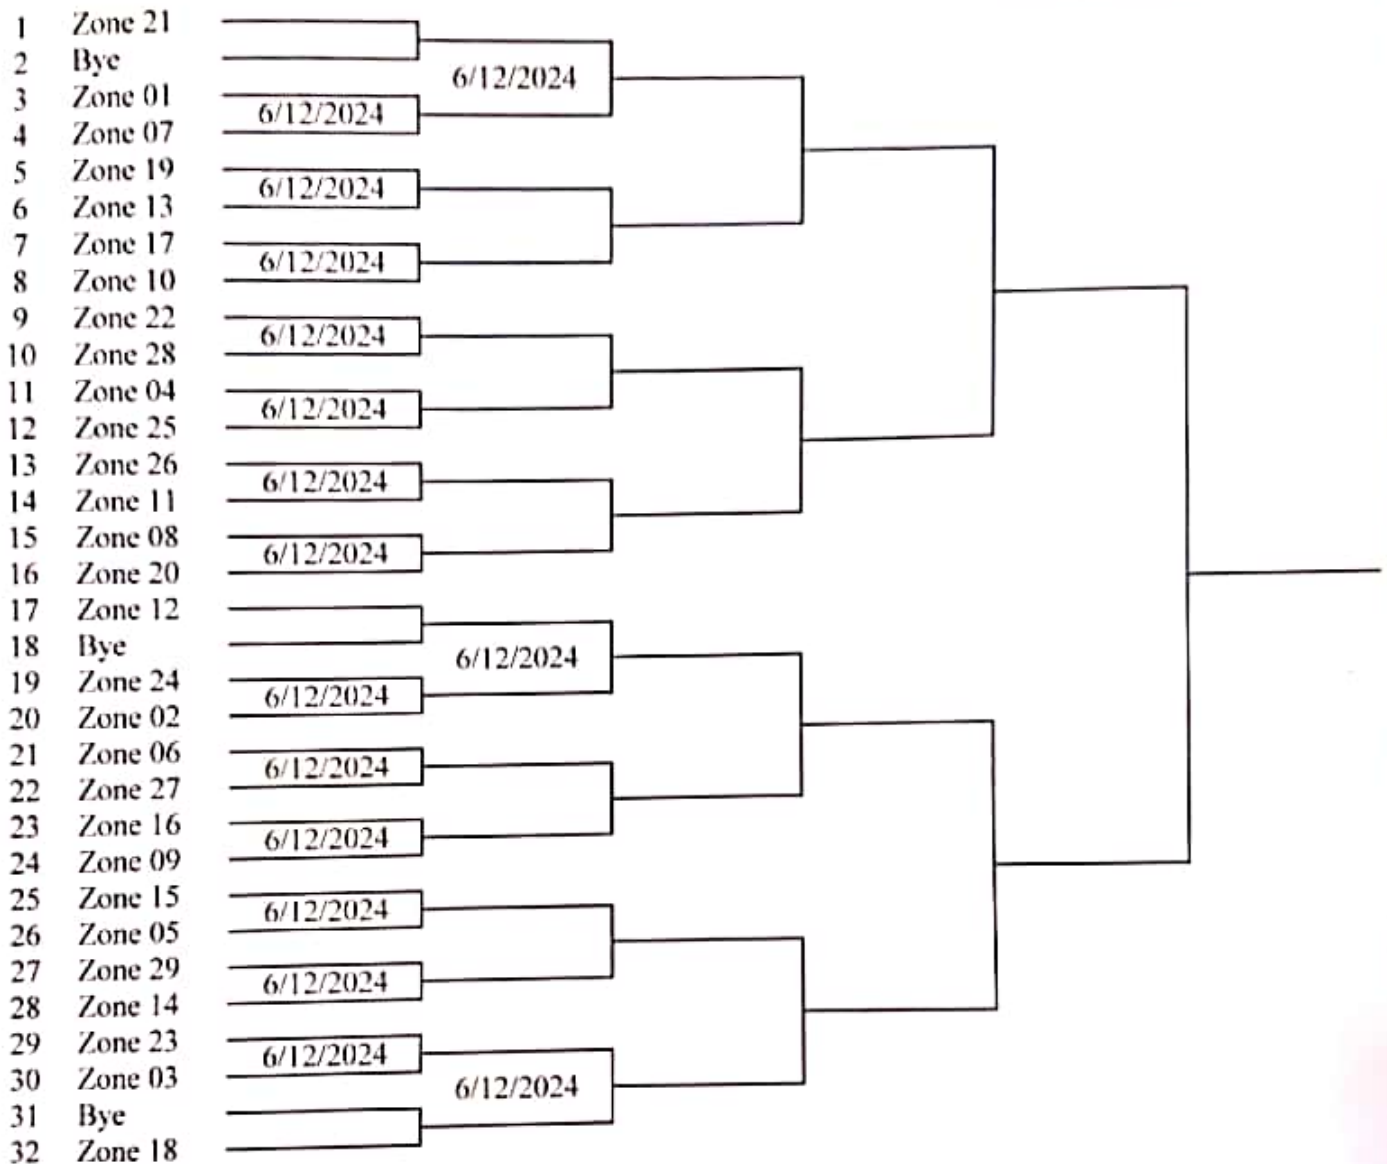 1 Zone 21
2 Bye
6/12/2024
3 Zone 01
6/12/2024
4 Zone 07
5 Zone 19
6/12/2024
6 Zone 13
7 Zone 17
6/12/2024
8 Zone 10
9 Zone 22
6/12/2024
10 Zone 28
11 Zone 04
6/12/2024
12 Zone 25
13 Zone 26
6/12/2024
14 Zone 11
15 Zone 08
6/12/2024
16 Zone 20
17 Zone 12
18 Bye
6/12/2024
19 Zone 24
6/12/2024
20 Zone 02
21 Zone 06
6/12/2024
22 Zone 27
23 Zone 16
6/12/2024
24 Zone 09
25 Zone 15
6/12/2024
26 Zone 05
27 Zone 29
6/12/2024
28 Zone 14
29 Zone 23
6/12/2024
30 Zone 03
6/12/2024
31 Bye
32 Zone 18